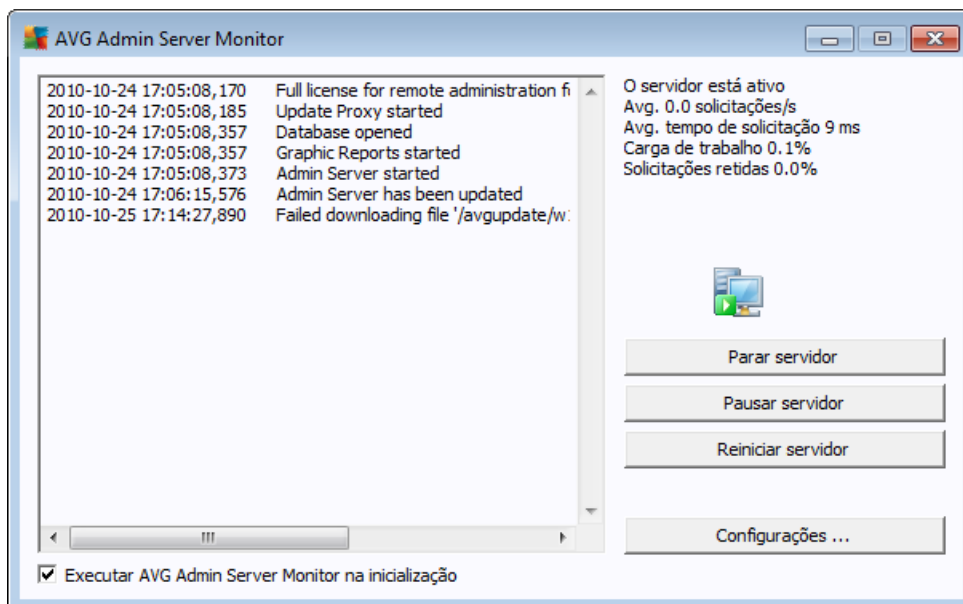 AVG Admin Server Monitor
2010-10-24 17:05:08,170 Full license for remote administration
2010-10-24 17:05:08,185 Update Proxy started
2010-10-24 17:05:08,357 Database opened
2010-10-24 17:05:08,357 Graphic Reports started
2010-10-24 17:05:08,373 Admin Server started
2010-10-24 17:06:15,576 Admin Server has been updated
2010-10-25 17:14:27,890 Failed downloading file '/avgupdate/w
O servidor está ativo
Avg. 0.0 solicitações/s
Avg. tempo de solicitação 9 ms
Carga de trabalho 0.1%
Solicitações retidas 0.0%
Parar servidor
Pausar servidor
Reiniciar servidor
Configurações ...
Executar AVG Admin Server Monitor na inicialização